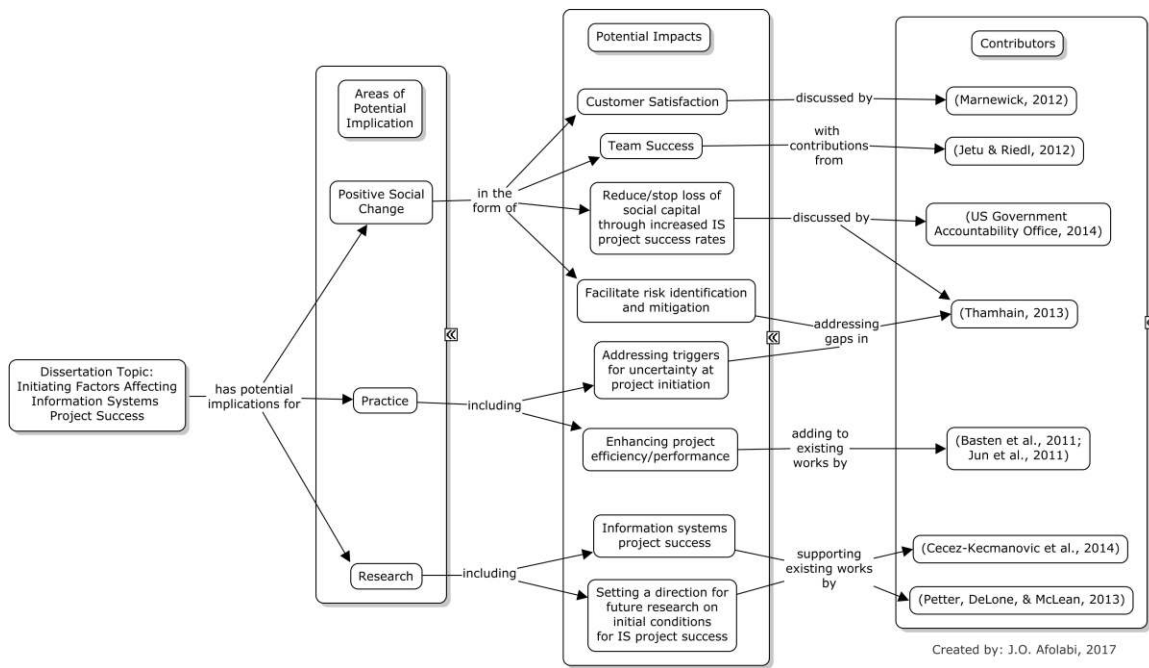 Potential Impacts
Contributors
Areas of
Potential
Implication
Customer Satisfaction
discussed by
(Marnewick, 2012)
Team Success
with
contributions
from
(Jetu & Riedl, 2012)
Positive Social
Change
in the
form of
Reduce/stop loss of
social capital
through increased IS
project success rates
discussed by
(US Government
Accountability Office, 2014)
Facilitate risk identification
and mitigation
addressing
gaps in
(Thamhain, 2013)
Dissertation Topic:
Initiating Factors Affecting
Information Systems
Project Success
has potential
implications for
Practice
including
Addressing triggers
for uncertainty at
project initiation
Enhancing project
efficiency/performance
adding to
existing
works by
(Basten et al., 2011;
Jun et al., 2011)
Research
including
Information systems
project success
Setting a direction for
future research on
initial conditions
for IS project success
supporting
existing works
by
(Cecez-Kecmanovic et al., 2014)
(Petter, DeLone, & McLean, 2013)
Created by: J.O. Afolabi, 2017